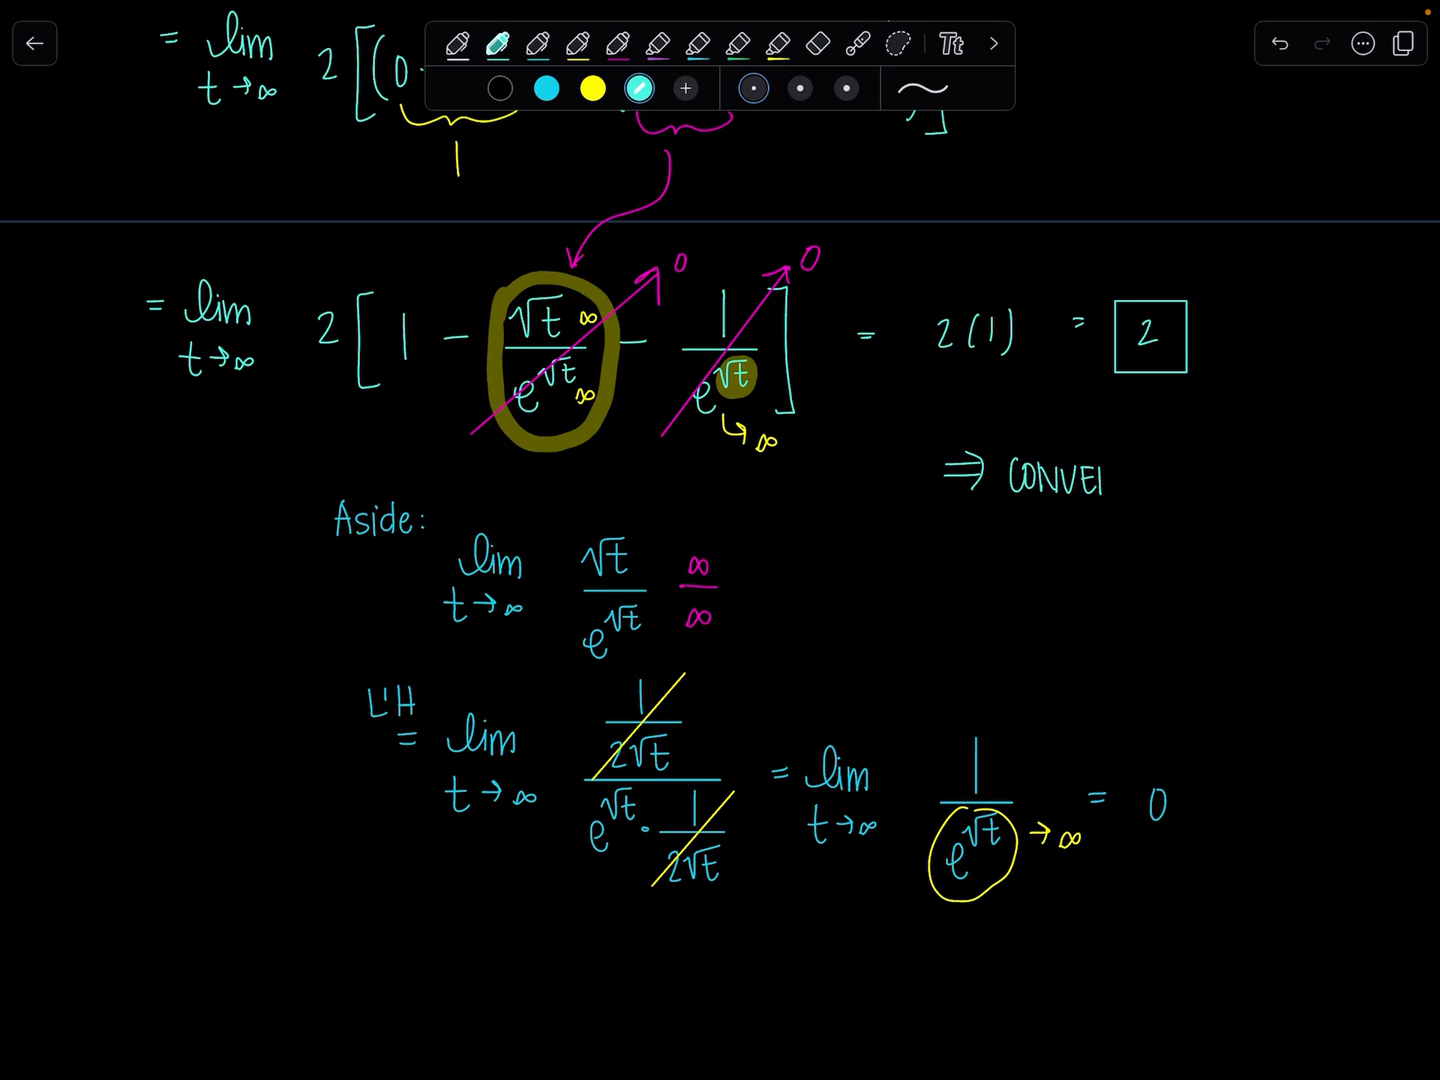 = lim t→∞ 2[(0·
1
]
= lim t→∞ 2[1 - √t/e^√t - 1/e^√t] = 2(1) = 2
0 0
∞ ∞
↳ ∞
⇒ CONVE
Aside:
lim t→∞ √t/e^√t ∞/∞
L'H
= lim t→∞ (1/(2√t))/(e^√t · 1/(2√t)) = lim t→∞ 1/e^√t → ∞ = 0
Tt